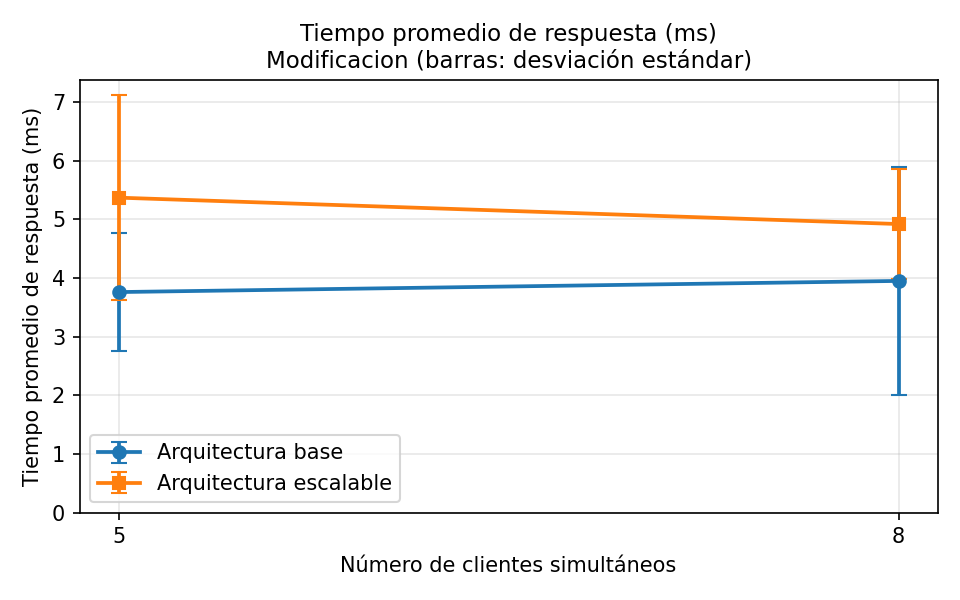 Tiempo promedio de respuesta (ms)
Modificacion (barras: desviación estándar)
Tiempo promedio de respuesta (ms)
7
6
5
4
3
2
1
0
Arquitectura base
Arquitectura escalable
5
8
Número de clientes simultáneos